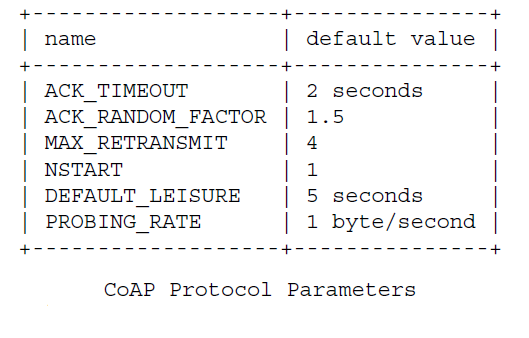 +-------------------+---------------+
| name              | default value |
+-------------------+---------------+
| ACK_TIMEOUT       | 2 seconds     |
| ACK_RANDOM_FACTOR | 1.5           |
| MAX_RETRANSMIT    | 4             |
| NSTART            | 1             |
| DEFAULT_LEISURE   | 5 seconds     |
| PROBING_RATE      | 1 byte/second |
+-------------------+---------------+
CoAP Protocol Parameters